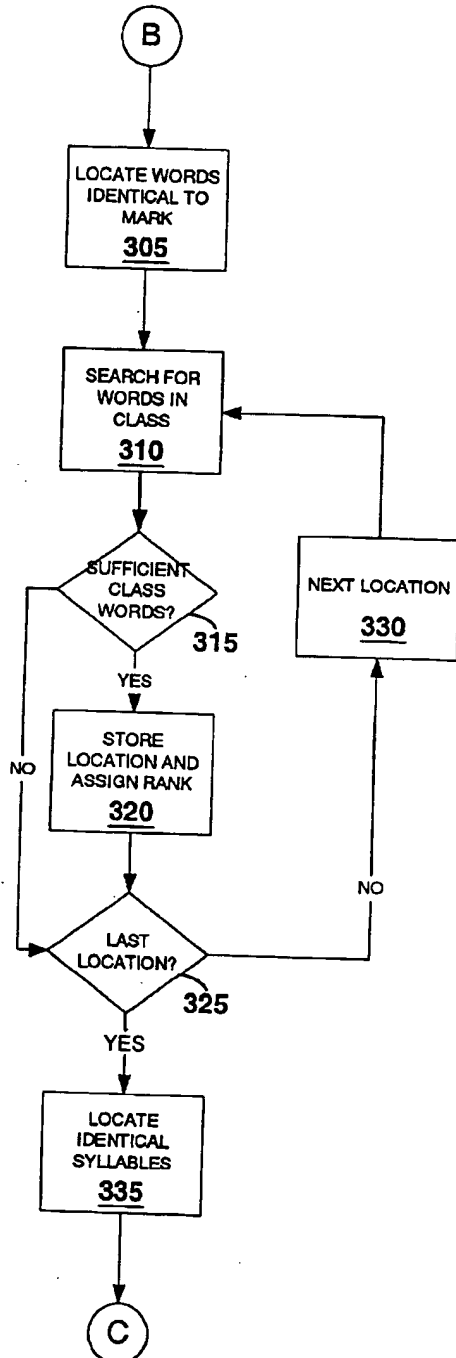 B
LOCATE WORDS
IDENTICAL TO
MARK
305
SEARCH FOR
WORDS IN
CLASS
310
SUFFICIENT
CLASS
WORDS?
315
NEXT LOCATION
330
YES
STORE
LOCATION AND
ASSIGN RANK
320
NO
NO
LAST
LOCATION?
325
YES
LOCATE
IDENTICAL
SYLLABLES
335
C